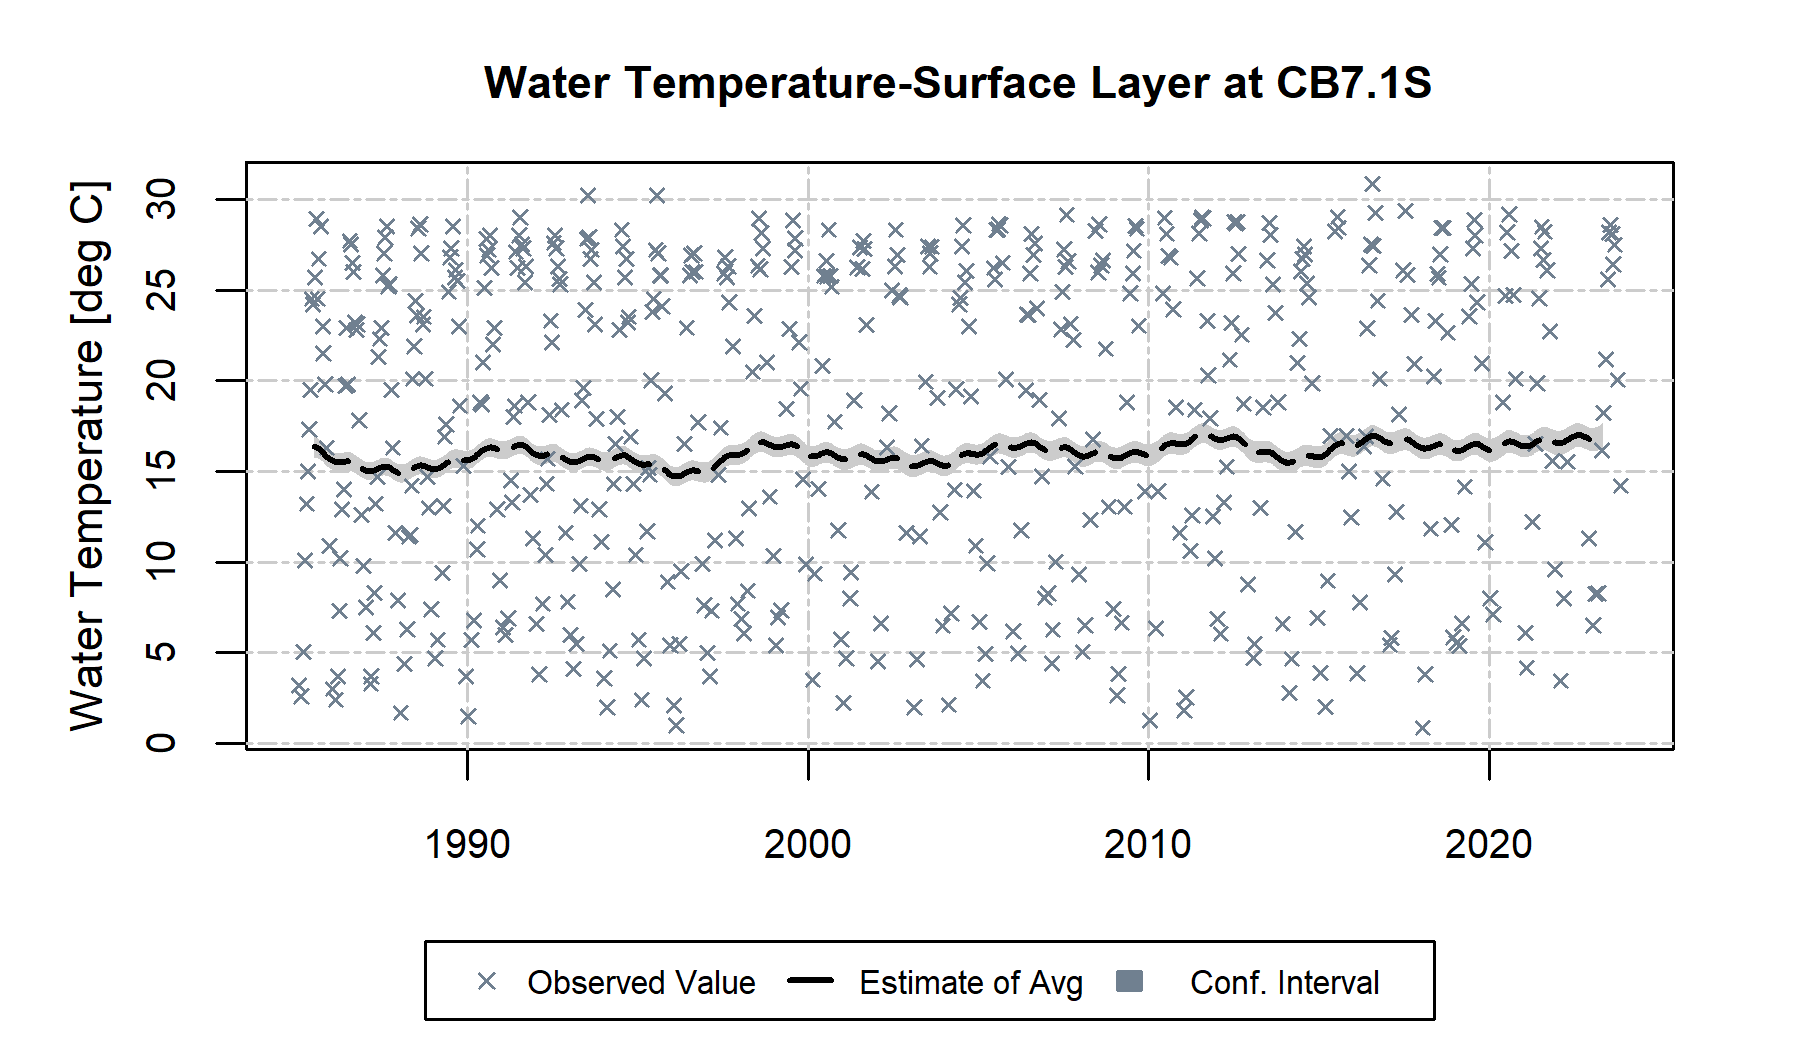 Water Temperature-Surface Layer at CB7.1S
Water Temperature [deg C]
30
25
20
15
10
5
0
1990 2000 2010 2020
Observed Value Estimate of Avg Conf. Interval